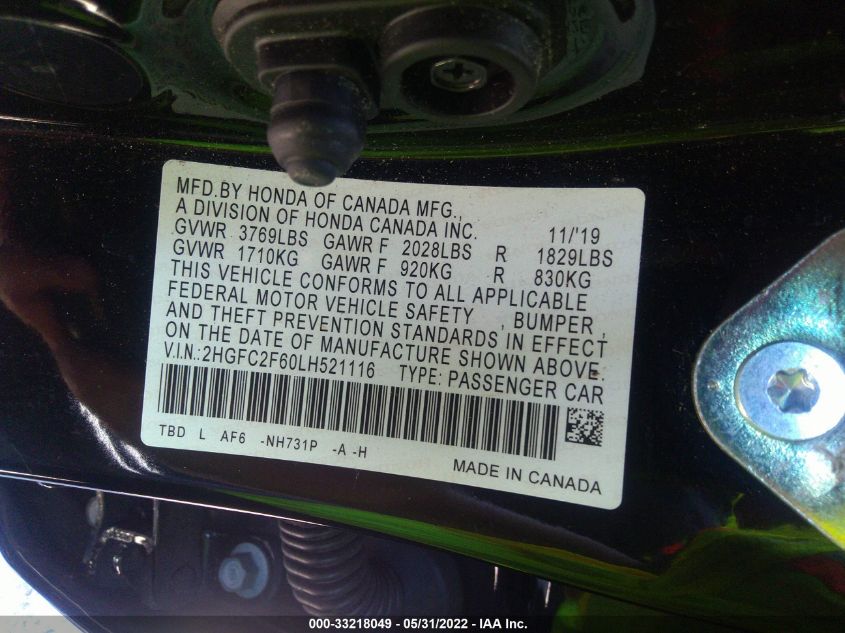 MFD.BY HONDA OF CANADA MFG.,
A DIVISION OF HONDA CANADA INC. 11/'19
GVWR 3769LBS GAWR F 2028LBS R 1829LBS
GVWR 1710KG GAWR F 920KG R 830KG
THIS VEHICLE CONFORMS TO ALL APPLICABLE
FEDERAL MOTOR VEHICLE SAFETY , BUMPER ,
AND THEFT PREVENTION STANDARDS IN EFFECT
ON THE DATE OF MANUFACTURE SHOWN ABOVE.
V.I.N.:2HGFC2F60LH521116 TYPE: PASSENGER CAR
TBD L AF6 -NH731P -A -H
MADE IN CANADA
000-33218049 - 05/31/2022 - IAA Inc.